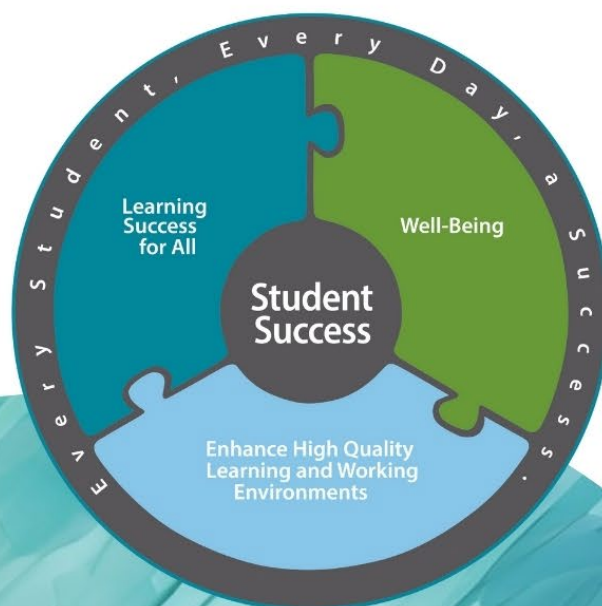 Every Student, Every Day, a Success.
Learning
Success
for All
Well-Being
Student
Success
Enhance High Quality
Learning and Working
Environments